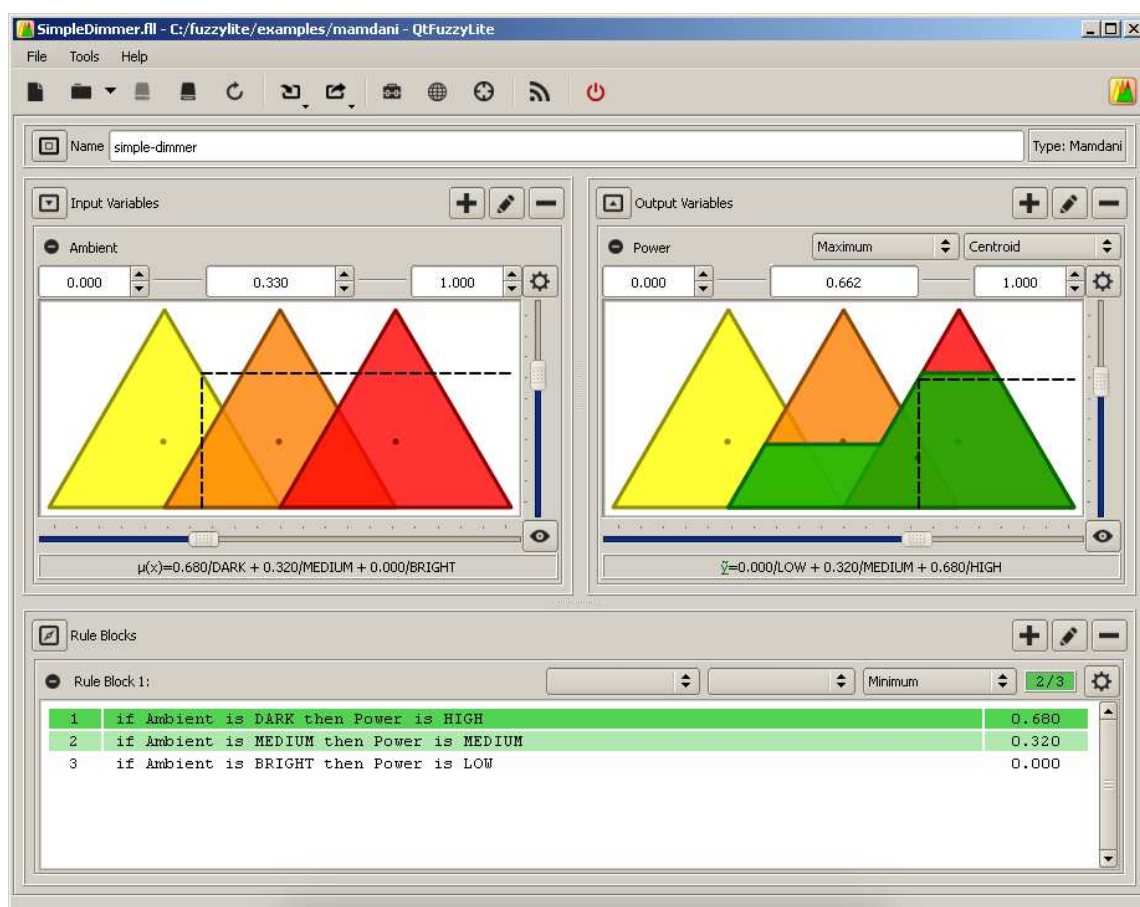 SimpleDimmer.fll - C:/fuzzylite/examples/mamdani - QtFuzzyLite
File Tools Help
Name simple-dimmer Type: Mamdani
Input Variables
Ambient
0.000 0.330 1.000
μ(x)=0.680/DARK + 0.320/MEDIUM + 0.000/BRIGHT
Output Variables
Power Maximum Centroid
0.000 0.662 1.000
ỹ=0.000/LOW + 0.320/MEDIUM + 0.680/HIGH
Rule Blocks
Rule Block 1: Minimum 2/3
1 if Ambient is DARK then Power is HIGH 0.680
2 if Ambient is MEDIUM then Power is MEDIUM 0.320
3 if Ambient is BRIGHT then Power is LOW 0.000